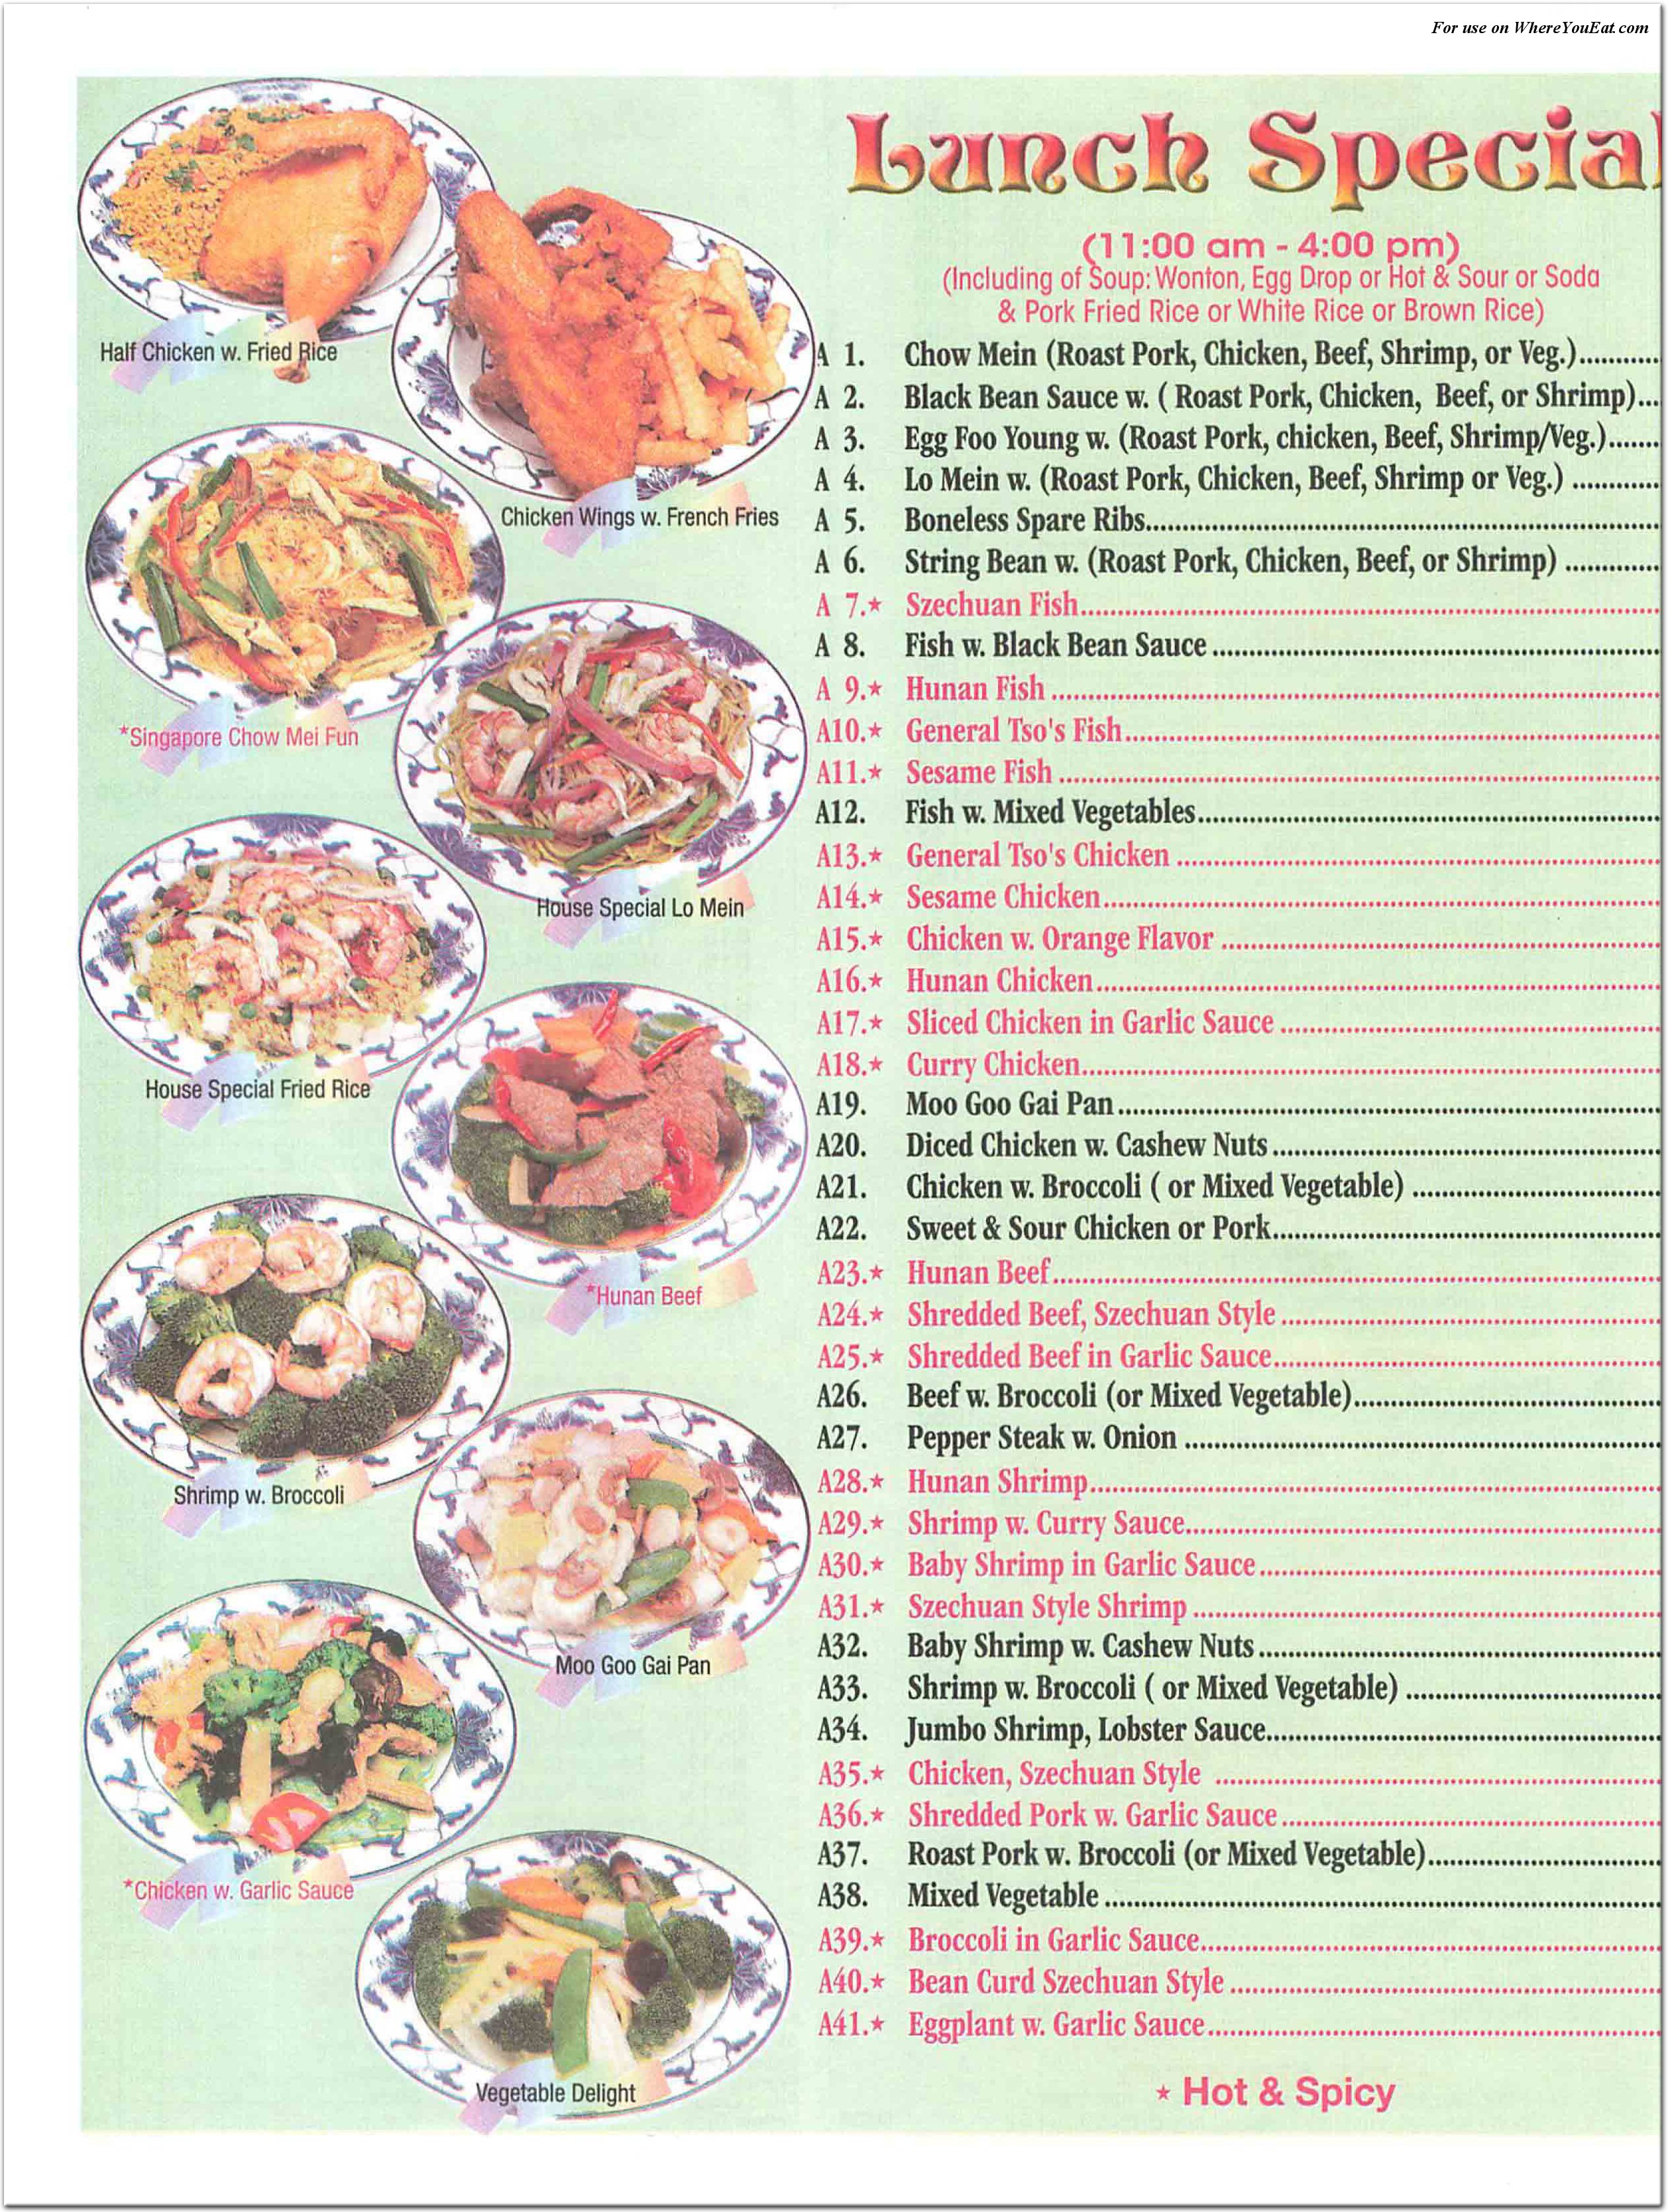 For use on WhereYouEat.com
Lunch Special
(11:00 am - 4:00 pm)
(Including of Soup: Wonton, Egg Drop or Hot & Sour or Soda
& Pork Fried Rice or White Rice or Brown Rice)
A 1. Chow Mein (Roast Pork, Chicken, Beef, Shrimp, or Veg.)
A 2. Black Bean Sauce w. ( Roast Pork, Chicken, Beef, or Shrimp)
A 3. Egg Foo Young w. (Roast Pork, chicken, Beef, Shrimp/Veg.)
A 4. Lo Mein w. (Roast Pork, Chicken, Beef, Shrimp or Veg.)
A 5. Boneless Spare Ribs
A 6. String Bean w. (Roast Pork, Chicken, Beef, or Shrimp)
A 7.★ Szechuan Fish
A 8. Fish w. Black Bean Sauce
A 9.★ Hunan Fish
A10.★ General Tso's Fish
A11.★ Sesame Fish
A12. Fish w. Mixed Vegetables
A13.★ General Tso's Chicken
A14.★ Sesame Chicken
A15.★ Chicken w. Orange Flavor
A16.★ Hunan Chicken
A17.★ Sliced Chicken in Garlic Sauce
A18.★ Curry Chicken
A19. Moo Goo Gai Pan
A20. Diced Chicken w. Cashew Nuts
A21. Chicken w. Broccoli ( or Mixed Vegetable)
A22. Sweet & Sour Chicken or Pork
A23.★ Hunan Beef
A24.★ Shredded Beef, Szechuan Style
A25.★ Shredded Beef in Garlic Sauce
A26. Beef w. Broccoli (or Mixed Vegetable)
A27. Pepper Steak w. Onion
A28.★ Hunan Shrimp
A29.★ Shrimp w. Curry Sauce
A30.★ Baby Shrimp in Garlic Sauce
A31.★ Szechuan Style Shrimp
A32. Baby Shrimp w. Cashew Nuts
A33. Shrimp w. Broccoli ( or Mixed Vegetable)
A34. Jumbo Shrimp, Lobster Sauce
A35.★ Chicken, Szechuan Style
A36.★ Shredded Pork w. Garlic Sauce
A37. Roast Pork w. Broccoli (or Mixed Vegetable)
A38. Mixed Vegetable
A39.★ Broccoli in Garlic Sauce
A40.★ Bean Curd Szechuan Style
A41.★ Eggplant w. Garlic Sauce
★ Hot & Spicy
Half Chicken w. Fried Rice
Chicken Wings w. French Fries
*Singapore Chow Mei Fun
House Special Lo Mein
House Special Fried Rice
*Hunan Beef
Shrimp w. Broccoli
Moo Goo Gai Pan
*Chicken w. Garlic Sauce
Vegetable Delight